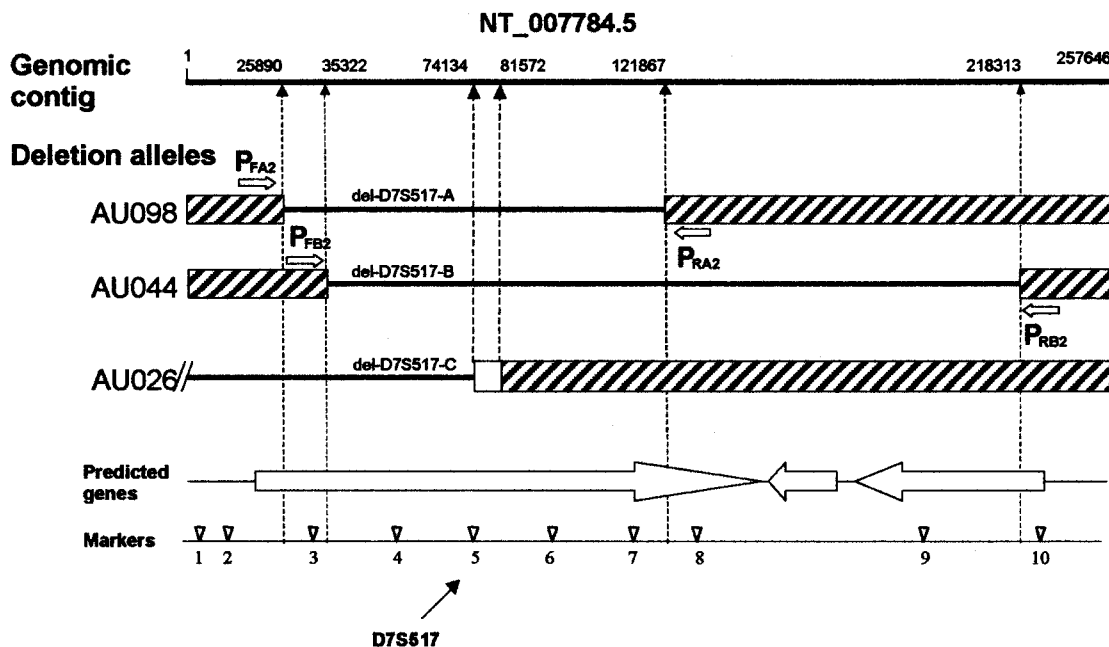 NT_007784.5
Genomic contig
1 25890 35322 74134 81572 121867 218313 257646
Deletion alleles
PFA2
AU098
del-D7S517-A
PFB2
PRA2
AU044
del-D7S517-B
PRB2
AU026//
del-D7S517-C
Predicted genes
Markers
1 2 3 4 5 6 7 8 9 10
D7S517